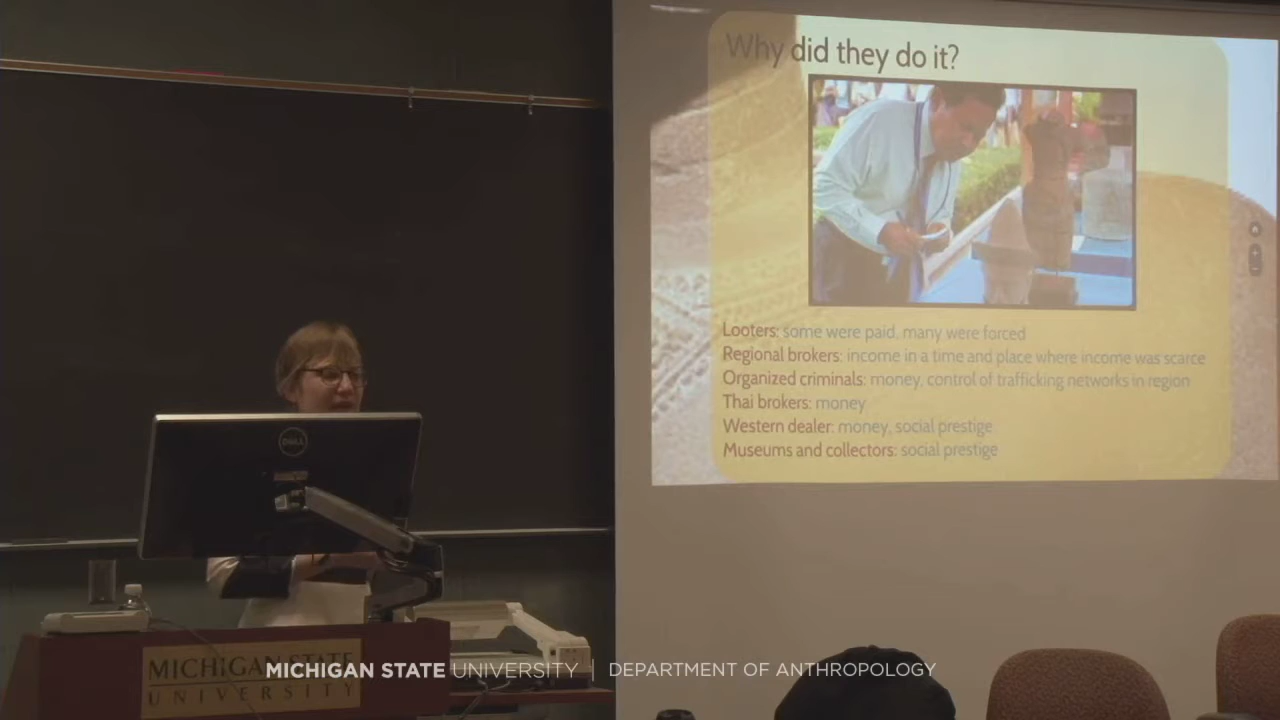 Why did they do it?
Looters: some were paid, many were forced
Regional brokers: income in a time and place where income was scarce
Organized criminals: money, control of trafficking networks in region
Thai brokers: money
Western dealer: money, social prestige
Museums and collectors: social prestige
DELL
MICHIGAN STATE
UNIVERSITY
MICHIGAN STATE UNIVERSITY | DEPARTMENT OF ANTHROPOLOGY